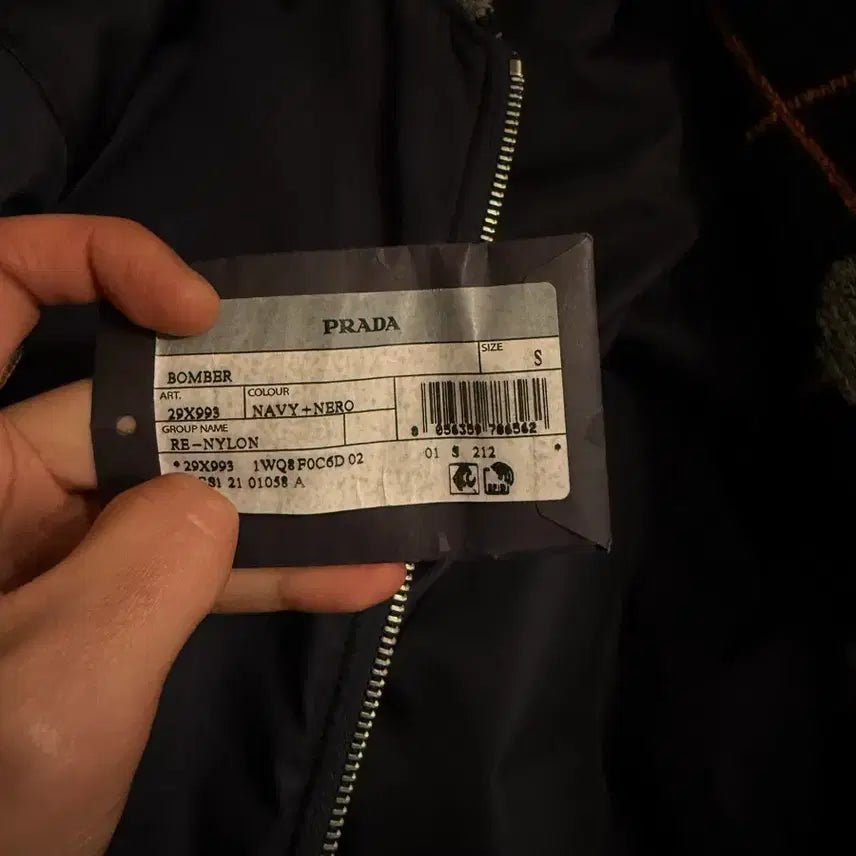 PRADA
BOMBER
SIZE
S
ART.
29X993
COLOUR
NAVY+NERO
GROUP NAME
RE-NYLON
8 056359 786562
*29X993 1WQ8 F0C6D 02
01 S 212
21 01058 A